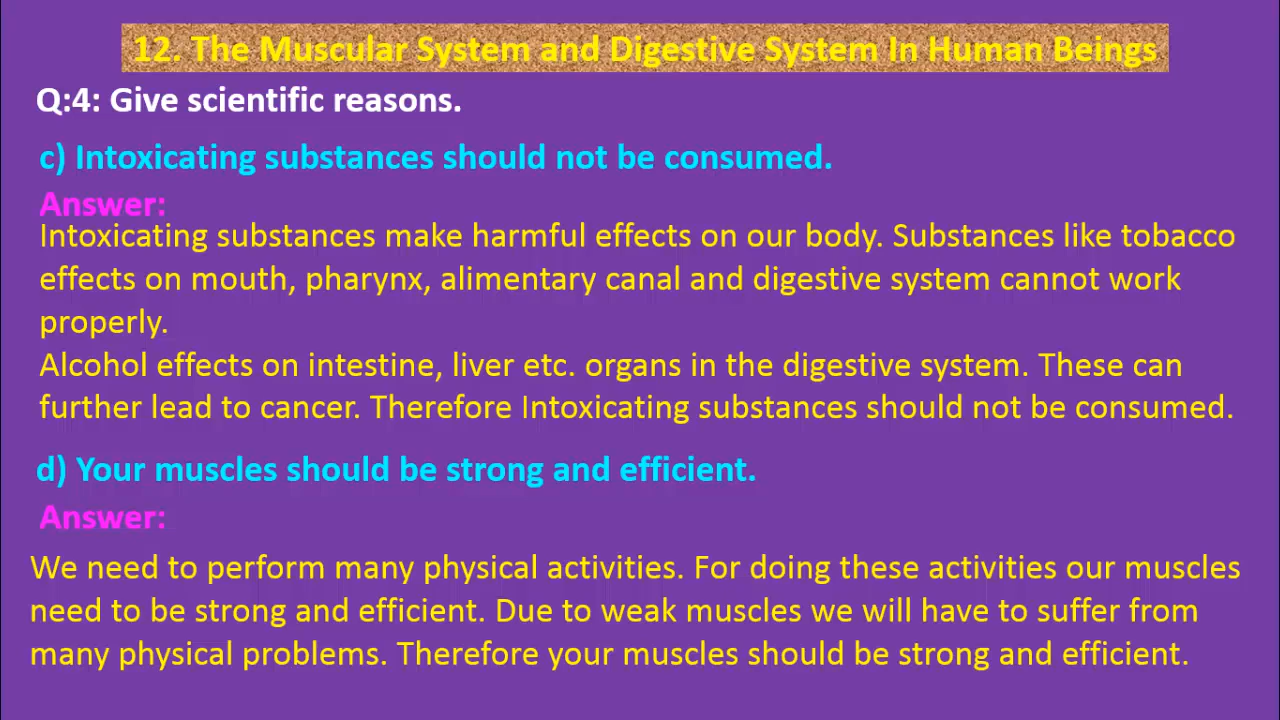 12. The Muscular System and Digestive System In Human Beings
Q:4: Give scientific reasons.
c) Intoxicating substances should not be consumed.
Answer:
Intoxicating substances make harmful effects on our body. Substances like tobacco
effects on mouth, pharynx, alimentary canal and digestive system cannot work
properly.
Alcohol effects on intestine, liver etc. organs in the digestive system. These can
further lead to cancer. Therefore Intoxicating substances should not be consumed.
d) Your muscles should be strong and efficient.
Answer:
We need to perform many physical activities. For doing these activities our muscles
need to be strong and efficient. Due to weak muscles we will have to suffer from
many physical problems. Therefore your muscles should be strong and efficient.